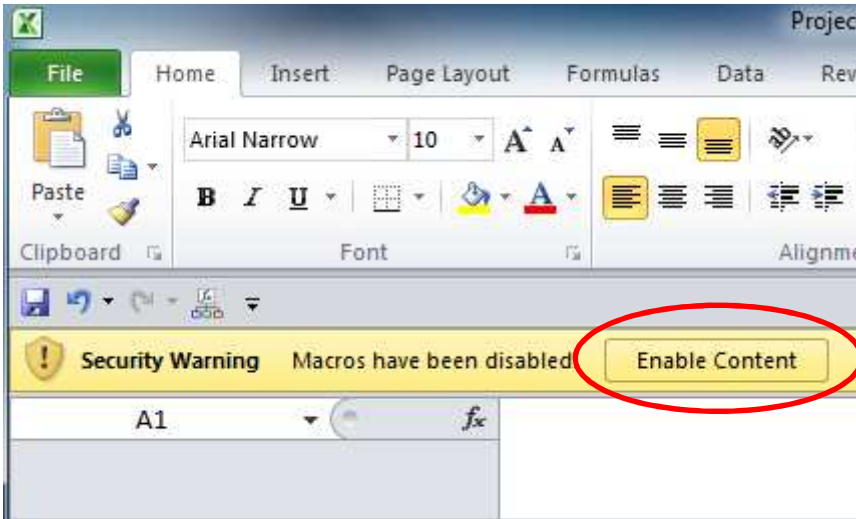 Projec
File Home Insert Page Layout Formulas Data Rev
Arial Narrow 10 A A
Paste B I U A
Clipboard Font Alignme
! Security Warning Macros have been disabled Enable Content
A1 fx